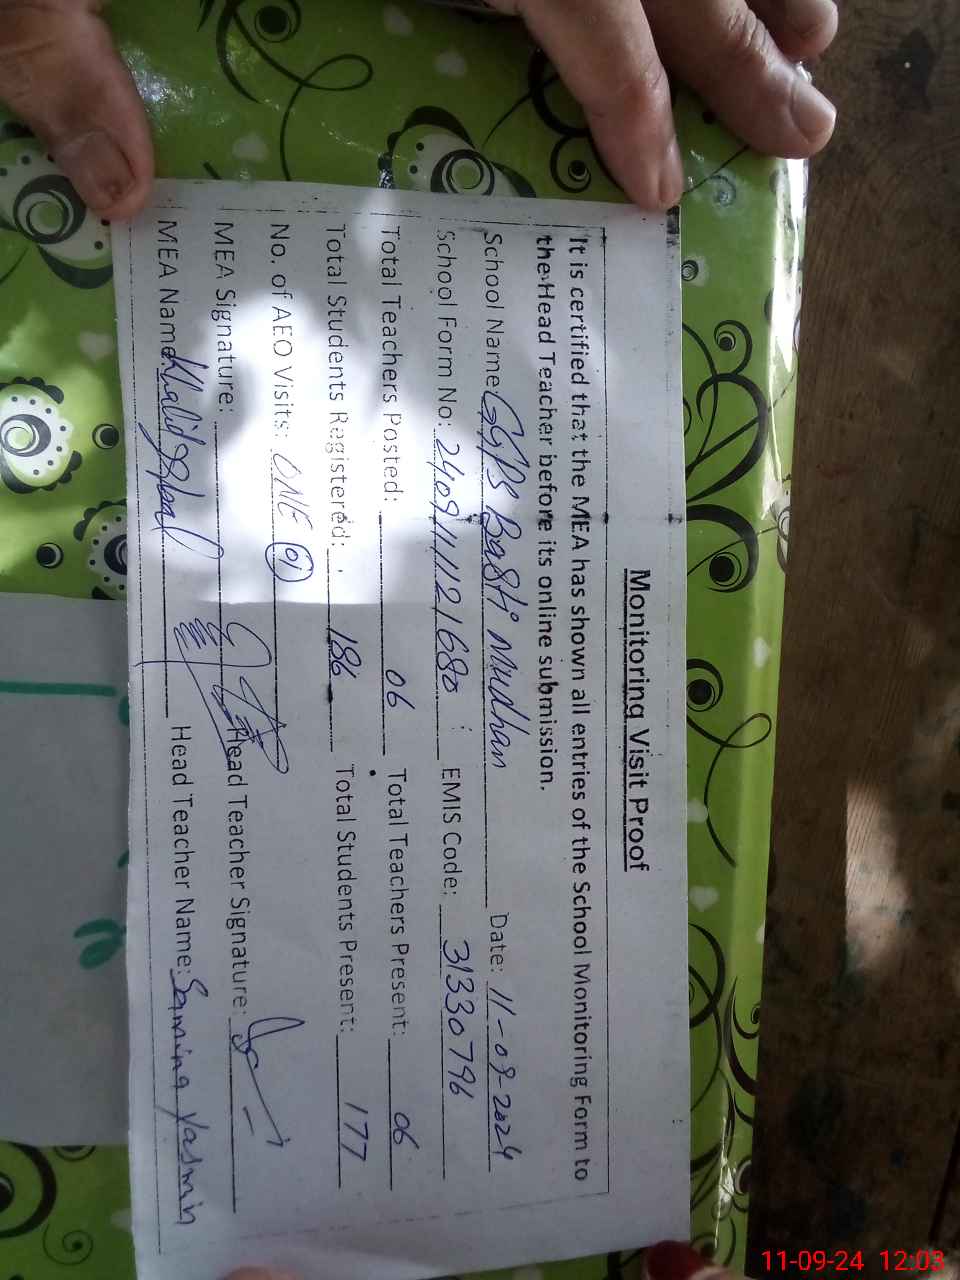 Monitoring Visit Proof
It is certified that the MEA has shown all entries of the School Monitoring Form to
the Head Teacher before its online submission.
School Name: GGPS Basti Mudhan Date: 11-09-2024
School Form No: 2409111121680 EMIS Code: 31330796
Total Teachers Posted: 06 Total Teachers Present: 06
Total Students Registered: 186 Total Students Present: 177
No. of AEO Visits: ONE 01
MEA Signature: Head Teacher Signature:
MEA Name: Khalid Iqbal Head Teacher Name: Samina Yasmin
11-09-24 12:03